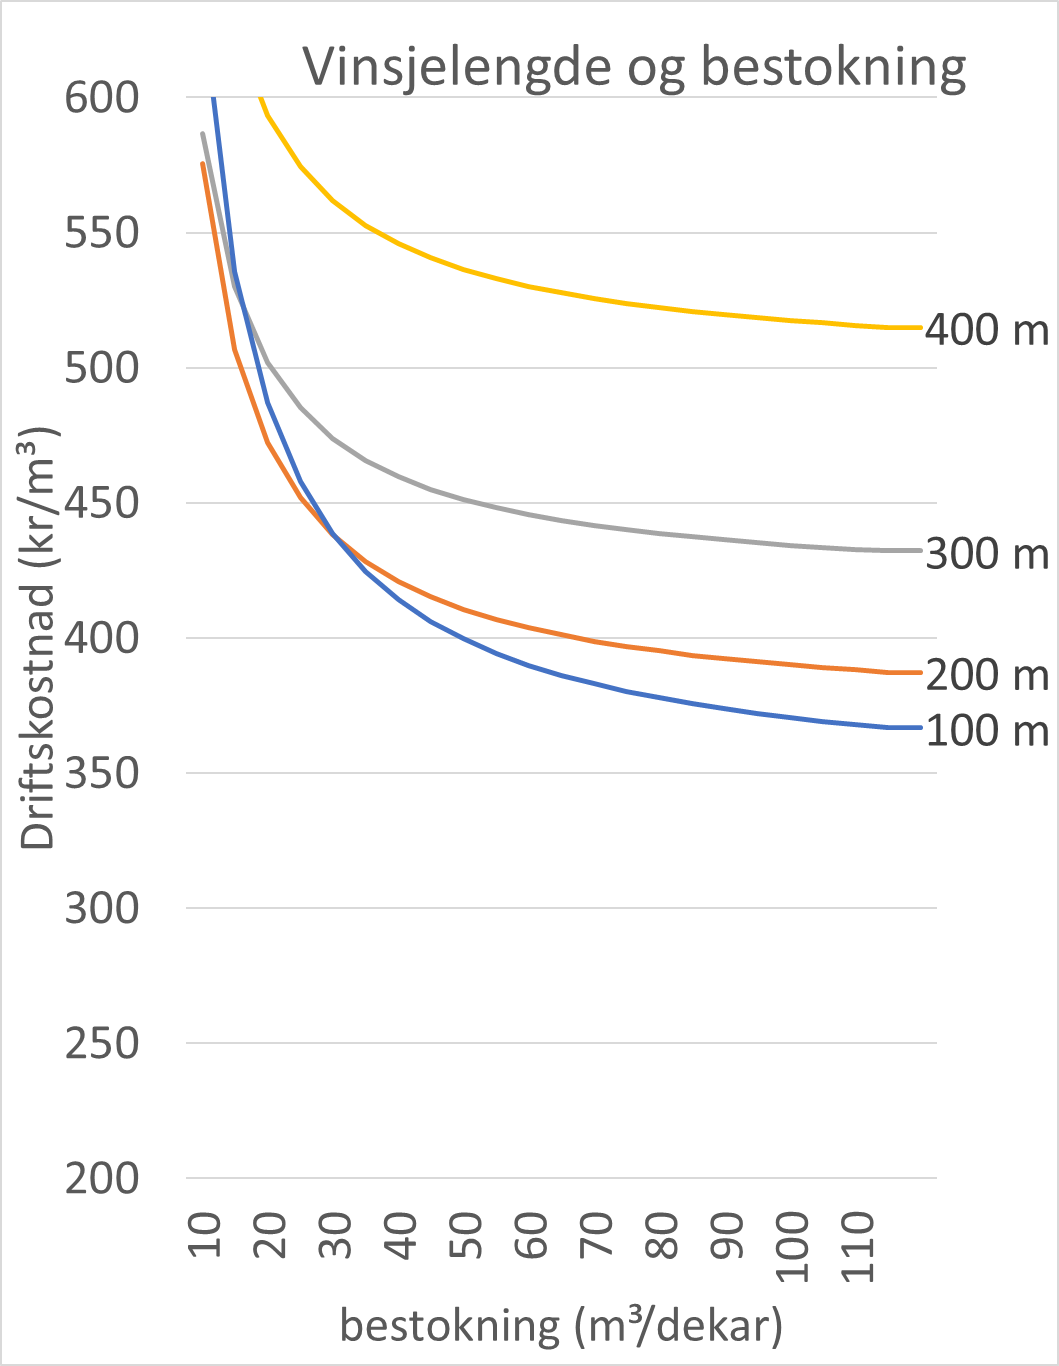 Vinsjelengde og bestokning
600
550
500
450
400
350
300
250
200
Driftskostnad (kr/m³)
400 m
300 m
200 m
100 m
10 20 30 40 50 60 70 80 90 100 110
bestokning (m³/dekar)